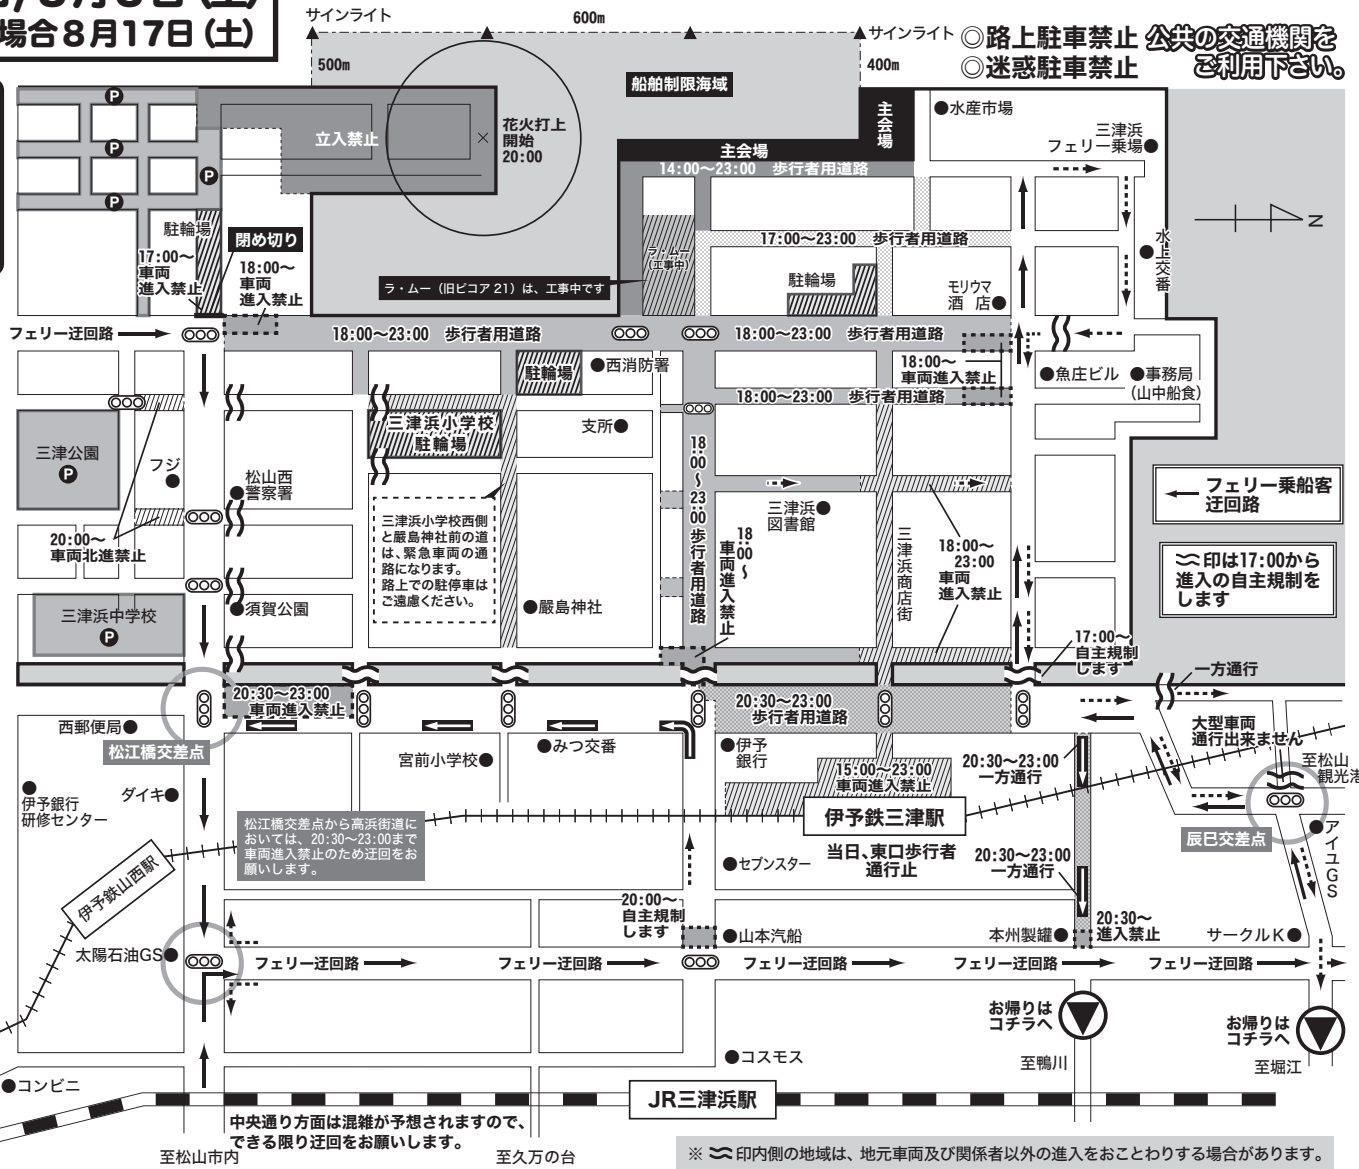 場合8月17日(土)
サインライト
600m
サインライト
500m
400m
◎路上駐車禁止
◎迷惑駐車禁止
公共の交通機関を
ご利用下さい。
船舶制限海域
主会場
主会場
●水産市場
三津浜
フェリー乗場●
P
P
P
P
立入禁止
花火打上
開始
20:00
14:00〜23:00 歩行者用道路
N
駐輪場
17:00〜
車両
進入禁止
閉め切り
18:00〜
車両
進入禁止
ラ・ムー
(工事中)
ラ・ムー(旧ピコア21)は、工事中です
17:00〜23:00 歩行者用道路
駐輪場
モリウマ
酒店●
水上交番
フェリー迂回路
18:00〜23:00 歩行者用道路
18:00〜23:00 歩行者用道路
駐輪場
●西消防署
18:00〜
車両進入禁止
●魚庄ビル
●事務局
(山中船食)
18:00〜23:00 歩行者用道路
三津浜小学校
駐輪場
支所●
三津公園
P
フジ
●
松山西
●警察署
18:00〜23:00 歩行者用道路
三津浜●
図書館
フェリー乗船客
迂回路
20:00〜
車両北進禁止
三津浜小学校西側
と厳島神社前の道
は、緊急車両の通
路になります。
路上での駐停車は
ご遠慮ください。
18:00〜
車両進入禁止
三津浜商店街
18:00〜
23:00
車両
進入禁止
印は17:00から
進入の自主規制を
します
三津浜中学校
P
●須賀公園
●厳島神社
17:00〜
自主規制
します
一方通行
20:30〜23:00
車両進入禁止
20:30〜23:00
歩行者用道路
大型車両
通行出来ません
西郵便局●
松江橋交差点
宮前小学校●
●みつ交番
●伊予
銀行
15:00〜23:00
車両進入禁止
20:30〜23:00
一方通行
至松山
観光港
●
伊予銀行
研修センター
ダイキ●
松江橋交差点から高浜街道に
おいては、20:30〜23:00まで
車両進入禁止のため迂回をお
願いします。
伊予鉄三津駅
辰巳交差点
●アイユGS
伊予鉄山西駅
●セブンスター
当日、東口歩行者
通行止
20:30〜23:00
一方通行
20:00〜
自主規制
します
太陽石油GS●
●山本汽船
本州製罐●
20:30〜
進入禁止
サークルK●
フェリー迂回路
フェリー迂回路
フェリー迂回路
フェリー迂回路
フェリー迂回路
お帰りは
コチラへ
お帰りは
コチラへ
●コスモス
至鴨川
至堀江
●コンビニ
JR三津浜駅
中央通り方面は混雑が予想されますので、
できる限り迂回をお願いします。
至松山市内
至久万の台
※印内側の地域は、地元車両及び関係者以外の進入をおことわりする場合があります。